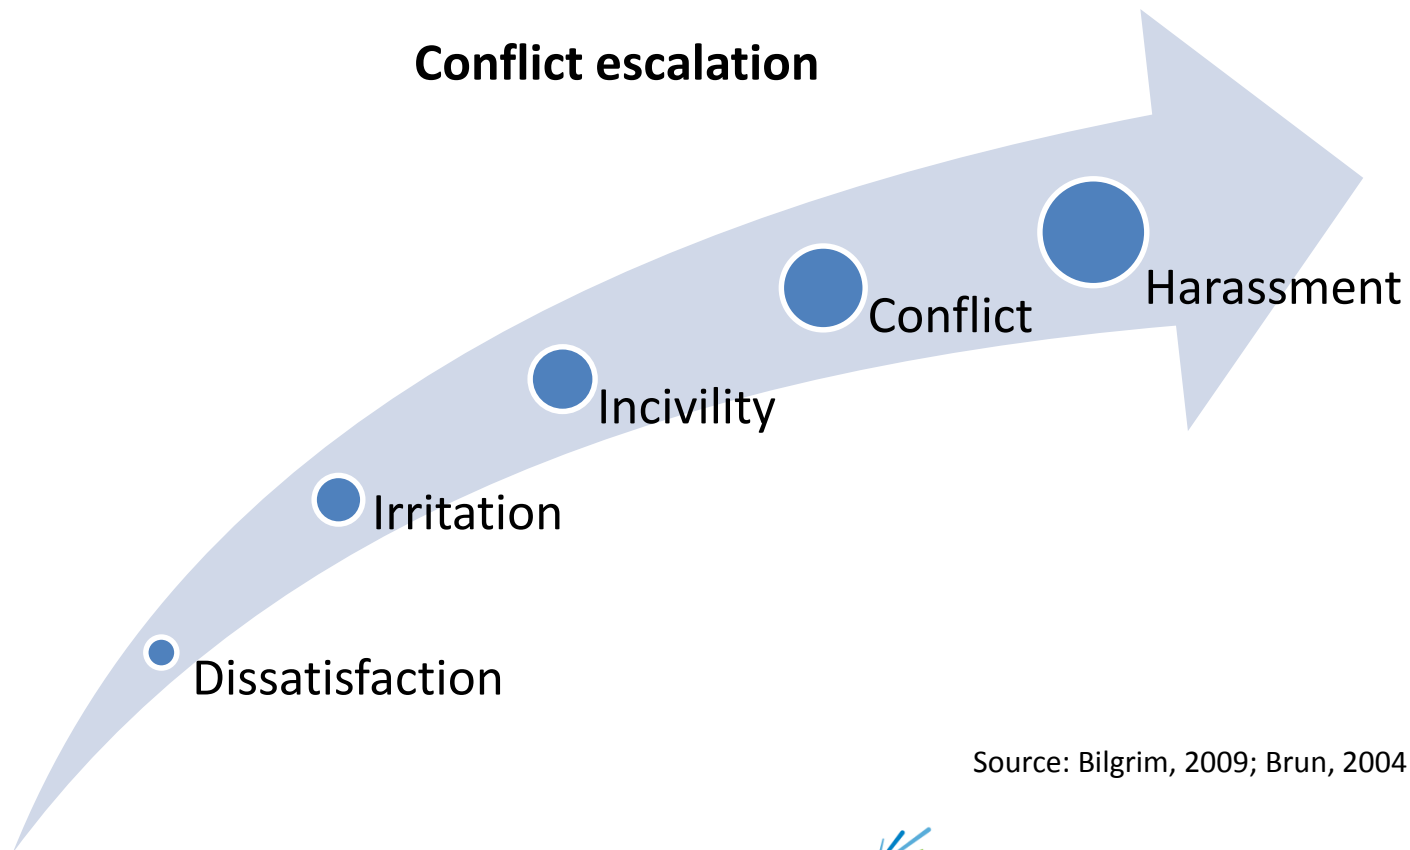 Conflict escalation
Harassment
Conflict
Incivility
Irritation
Dissatisfaction
Source: Bilgrim, 2009; Brun, 2004